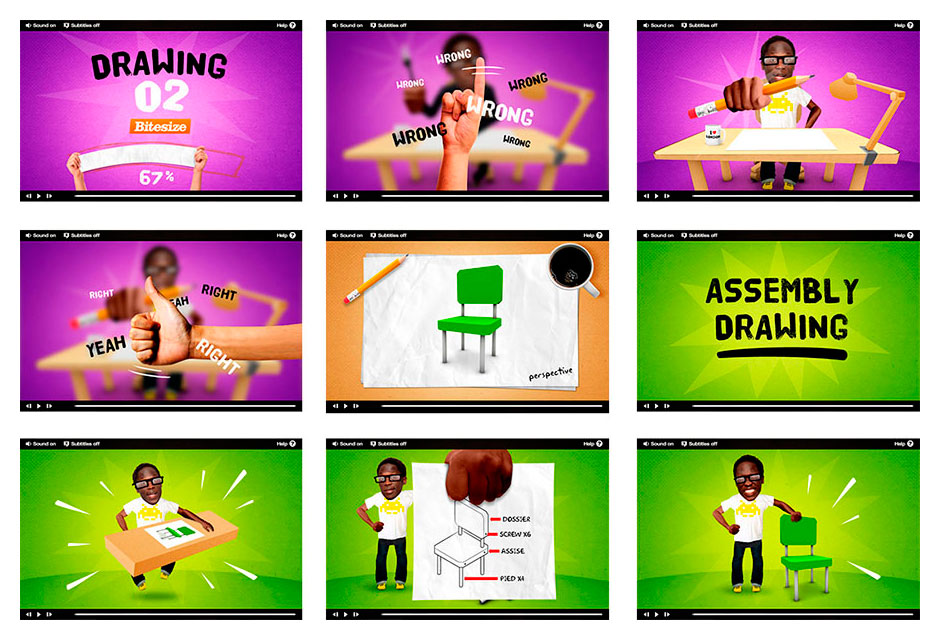 Sound on Subtitles off Help ?
DRAWING
02
Bitesize
67%
Sound on Subtitles off Help ?
WRONG
WRONG
WRONG
WRONG
WRONG
WRONG
Sound on Subtitles off Help ?
I ♥
LONDON
Sound on Subtitles off Help ?
RIGHT
YEAH
RIGHT
YEAH
RIGHT
Sound on Subtitles off Help ?
perspective
Sound on Subtitles off Help ?
ASSEMBLY
DRAWING
Sound on Subtitles off Help ?
Sound on Subtitles off Help ?
DOSSIER
SCREW X6
ASSISE
PIED X4
Sound on Subtitles off Help ?